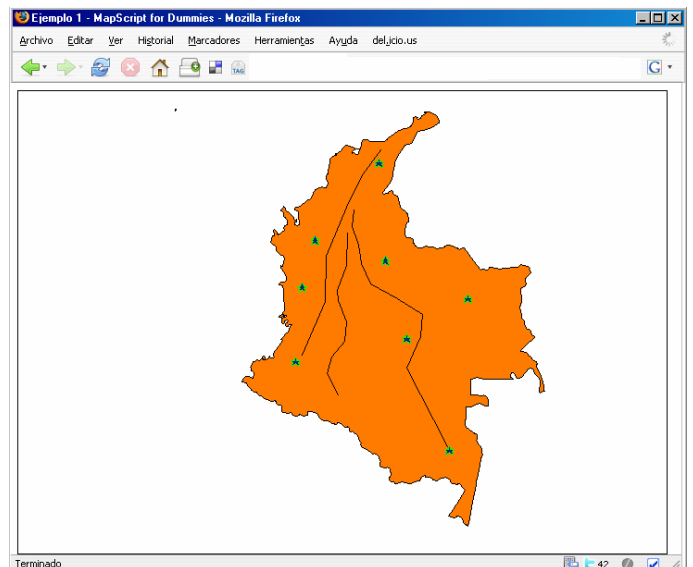 Ejemplo 1 - MapScript for Dummies - Mozilla Firefox
Archivo Editar Ver Historial Marcadores Herramientas Ayuda del.icio.us
TAG G
Terminado 42